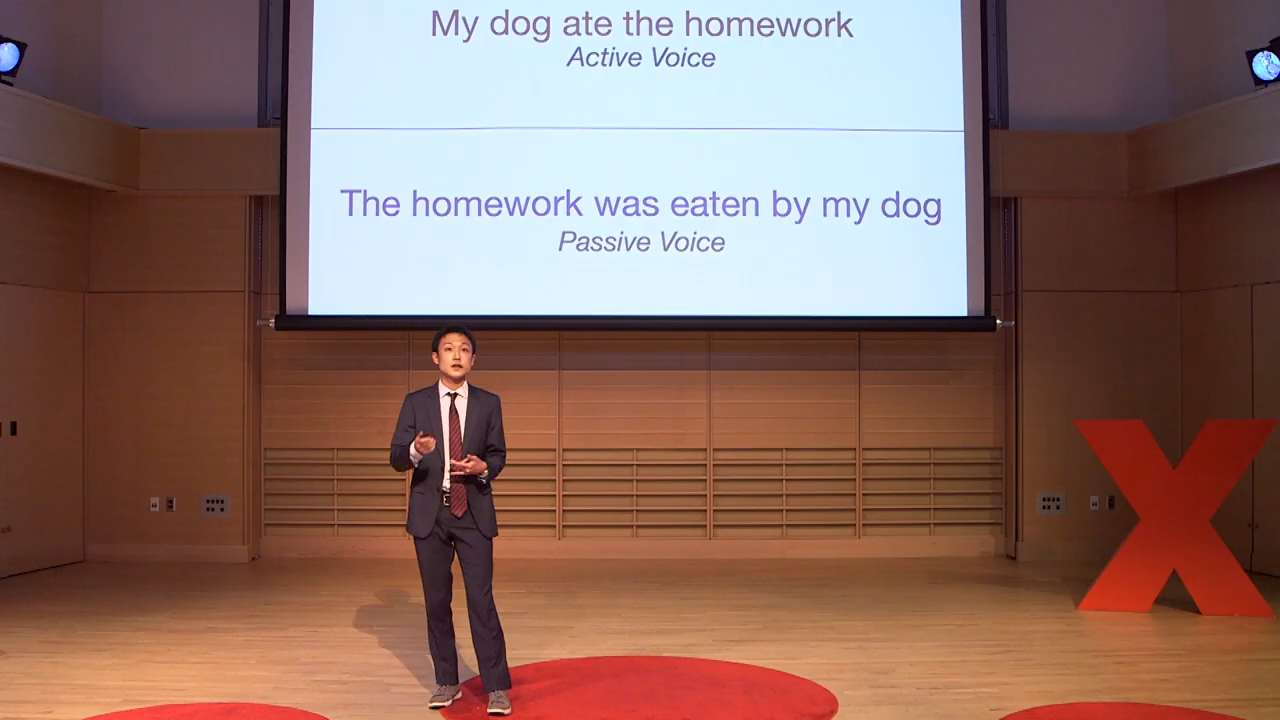 My dog ate the homework
Active Voice
The homework was eaten by my dog
Passive Voice
X